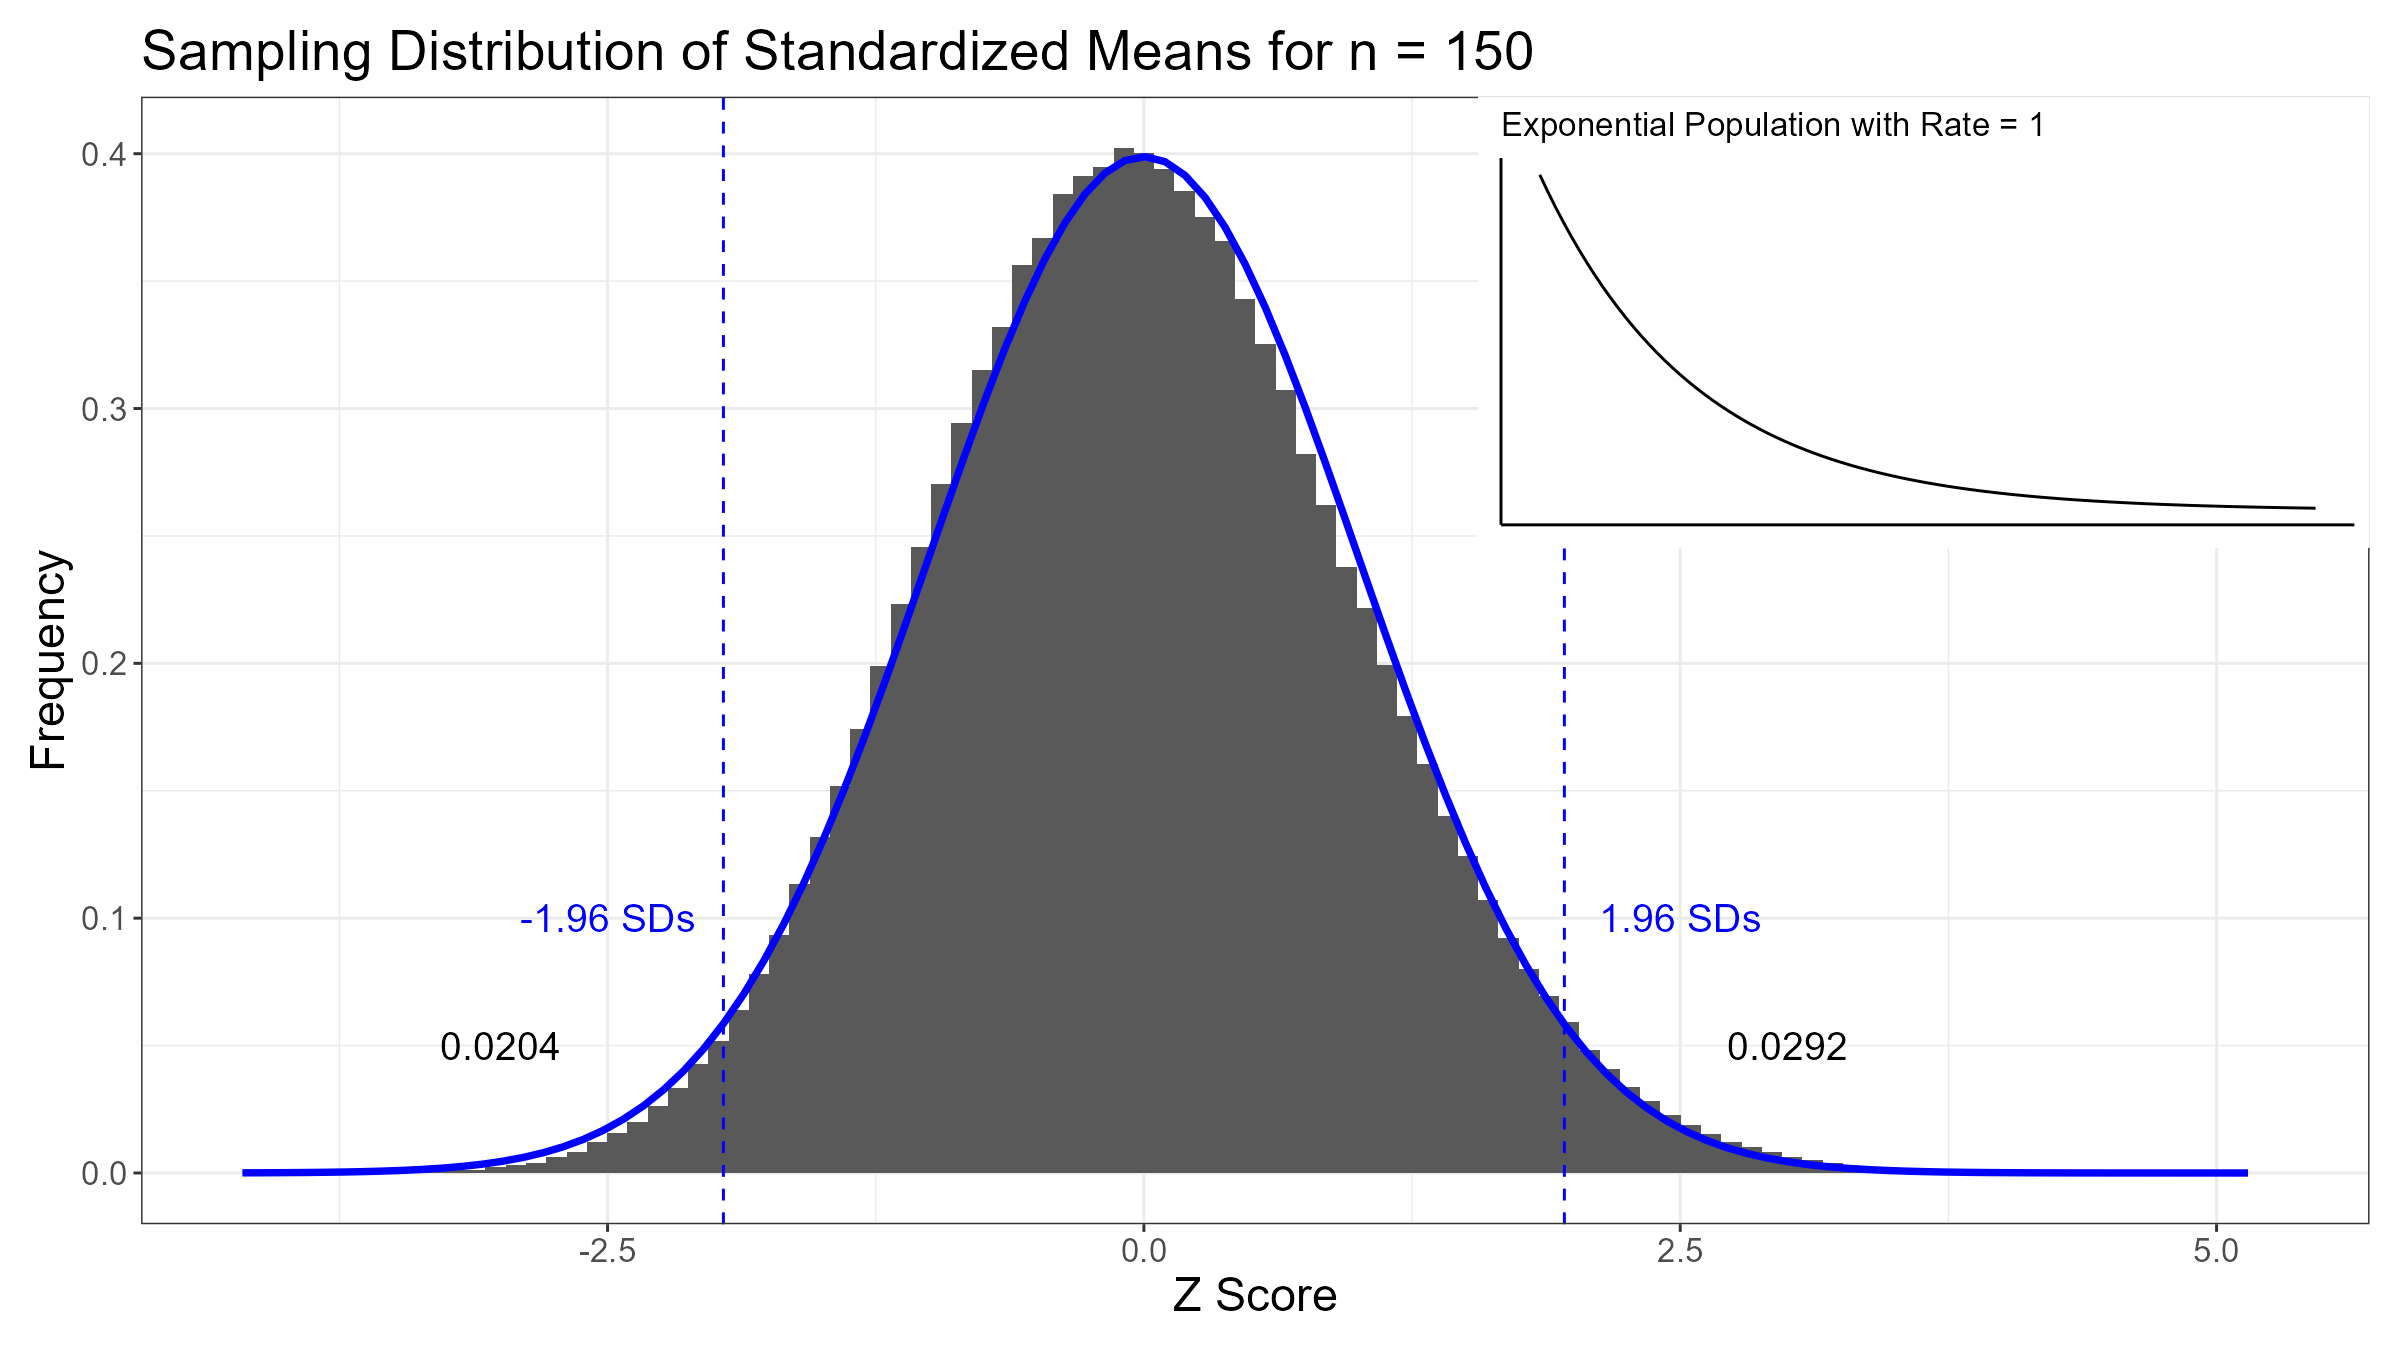 Sampling Distribution of Standardized Means for n = 150
Exponential Population with Rate = 1
Frequency
0.4
0.3
0.2
0.1
0.0
-1.96 SDs
1.96 SDs
0.0204
0.0292
-2.5
0.0
2.5
5.0
Z Score